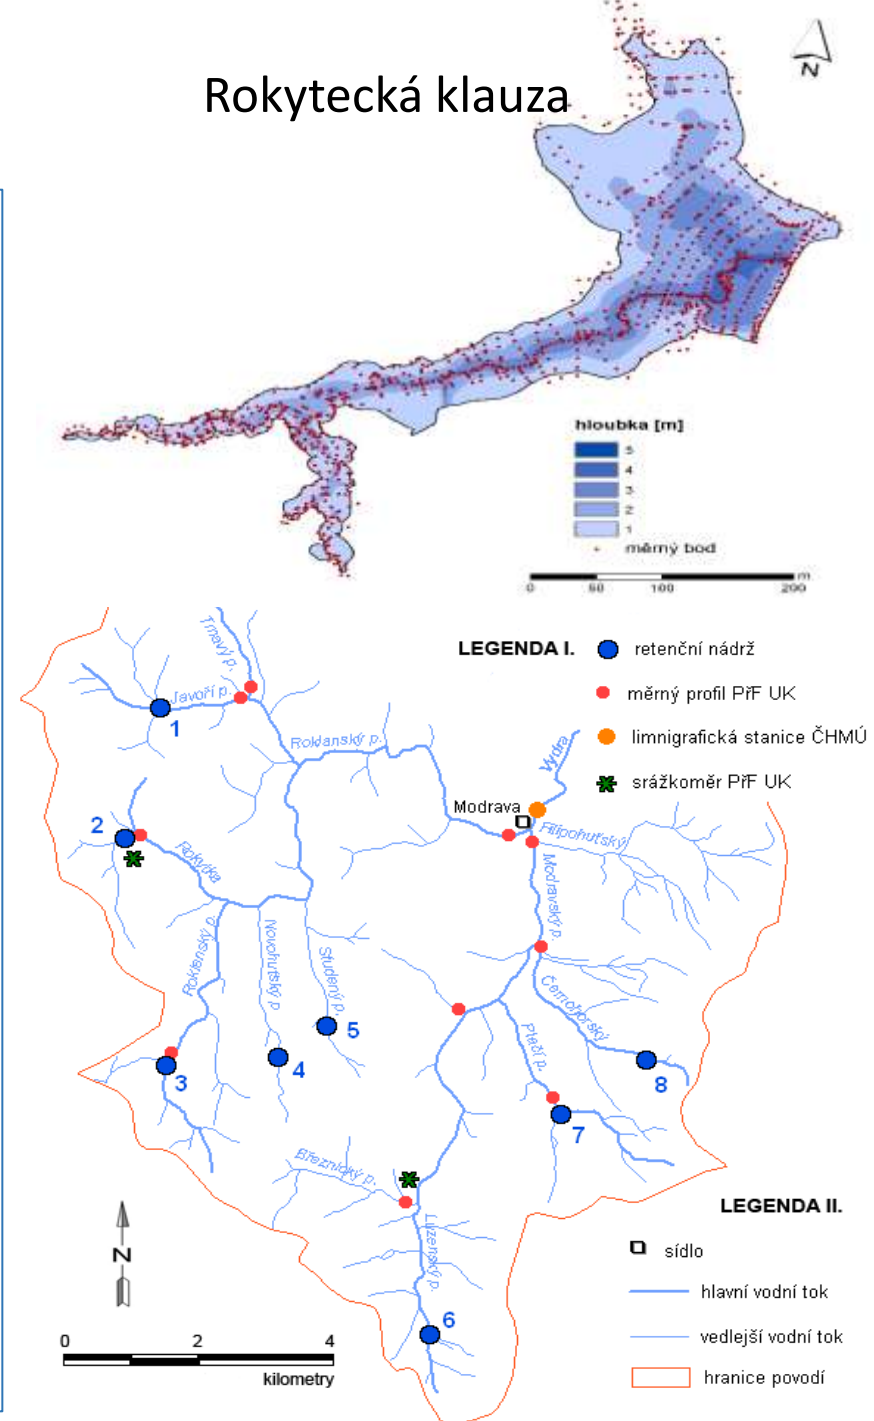 Rokytecká klauza
N
hloubka [m]
5
4
3
2
1
měrný bod
m
0 50 100 200
LEGENDA I.
retenční nádrž
měrný profil PřF UK
limnigrafická stanice ČHMÚ
srážkoměr PřF UK
Tmavý p.
Javoří p.
1
Roklanský p.
Vydra
Modrava
Filipohuťský
2
Rokytka
Modravský p.
Roklenský p.
Novohuťský p
Studený p.
Černohorský
Ptačí p.
5
4
3
8
7
Březnický p.
Luzenský p.
6
N
0 2 4
kilometry
LEGENDA II.
sídlo
hlavní vodní tok
vedlejší vodní tok
hranice povodí